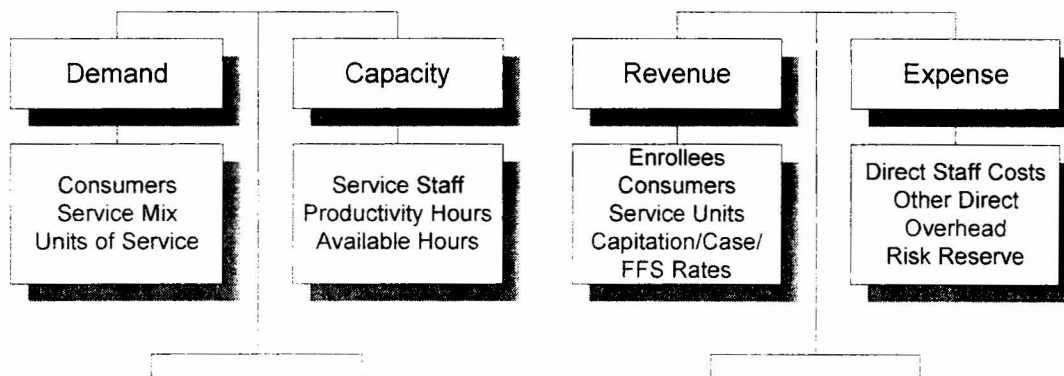 Demand
Consumers
Service Mix
Units of Service
Capacity
Service Staff
Productivity Hours
Available Hours
Revenue
Enrollees
Consumers
Service Units
Capitation/Case/
FFS Rates
Expense
Direct Staff Costs
Other Direct
Overhead
Risk Reserve